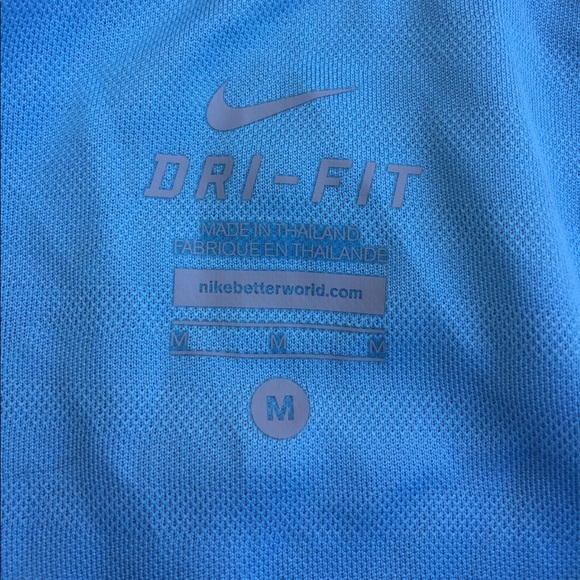 DRI-FIT
MADE IN THAILAND
FABRIQUE EN THAILANDE
nikebetterworld.com
M M M
M